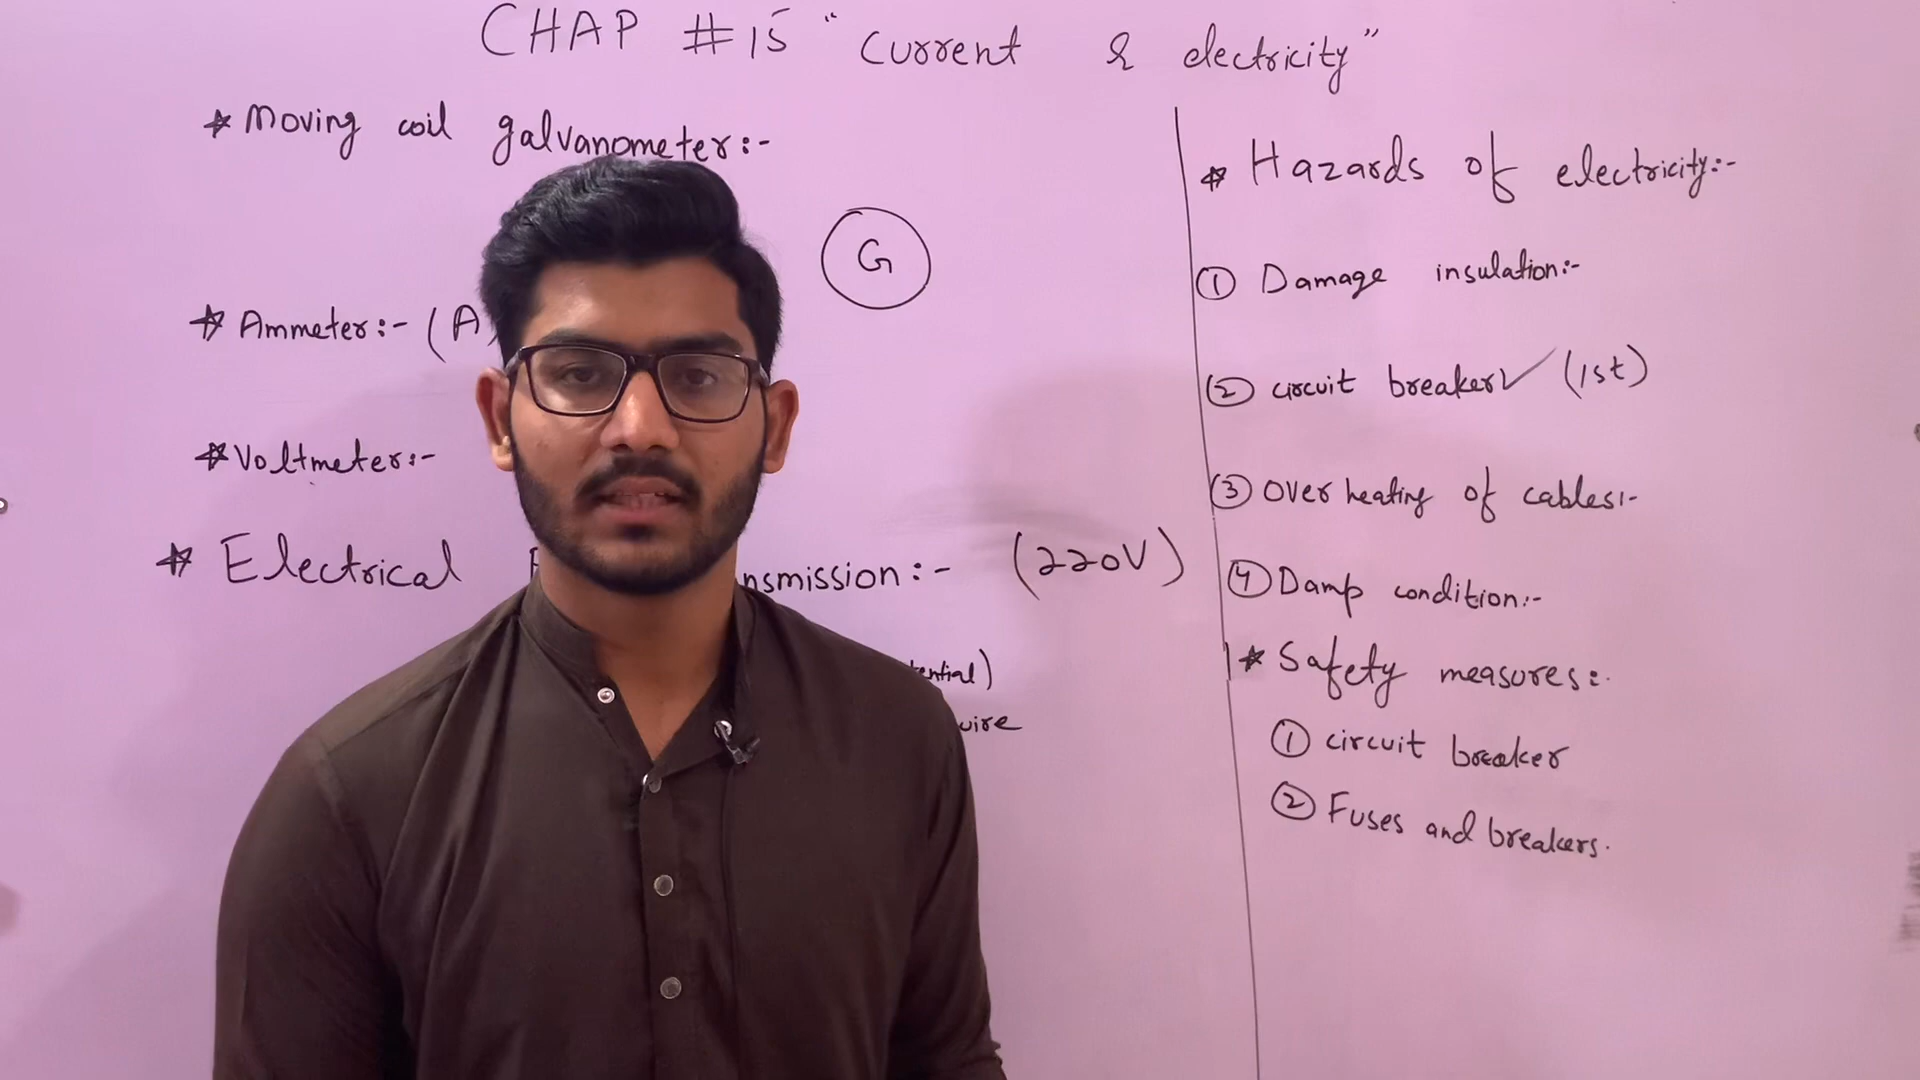 CHAP #15 "Current & electricity"
* Moving coil galvanometer:-
G
* Ammeter:- (A
* Voltmeter:-
* Electrical nsmission:- (220V)
ential)
wire
* Hazards of electricity:-
① Damage insulation:-
② circuit breaker ✓ (1st)
③ Over heating of cables:-
④ Damp condition:-
* Safety measures:-
① circuit breaker
② Fuses and breakers.